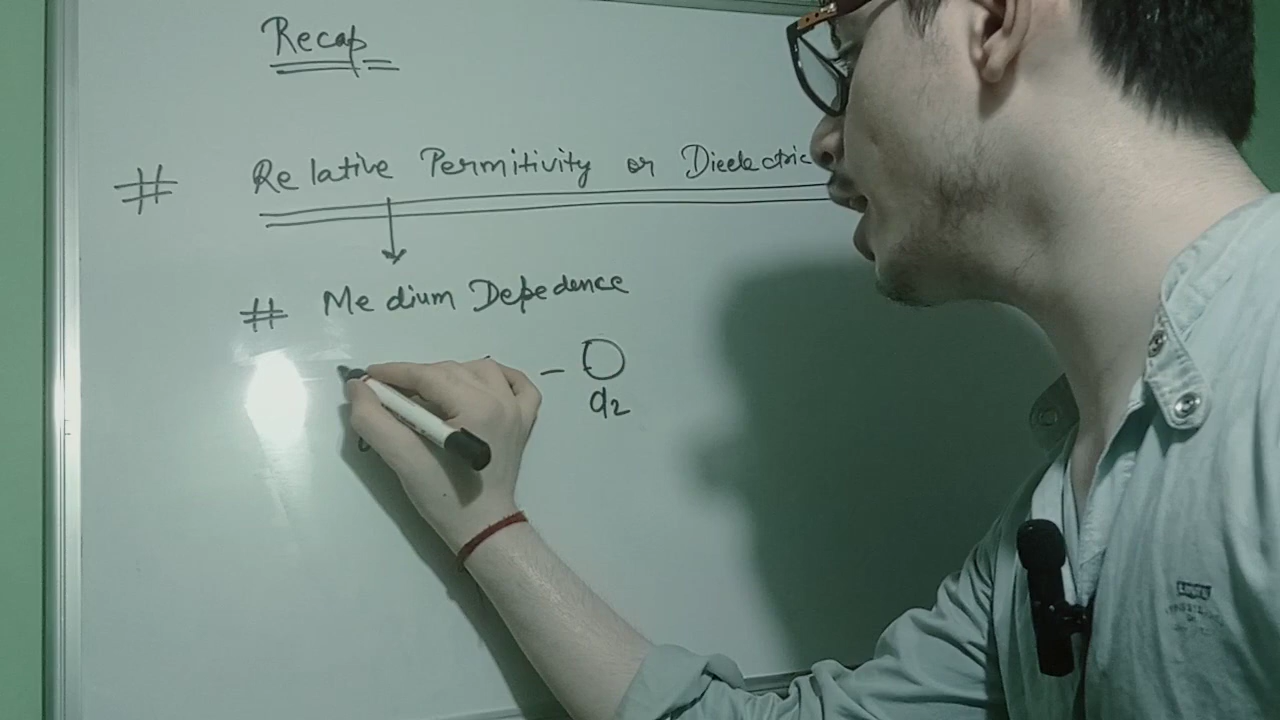 Recap
# Relative Permitivity or Dielectric
# Medium Depedence
- q2